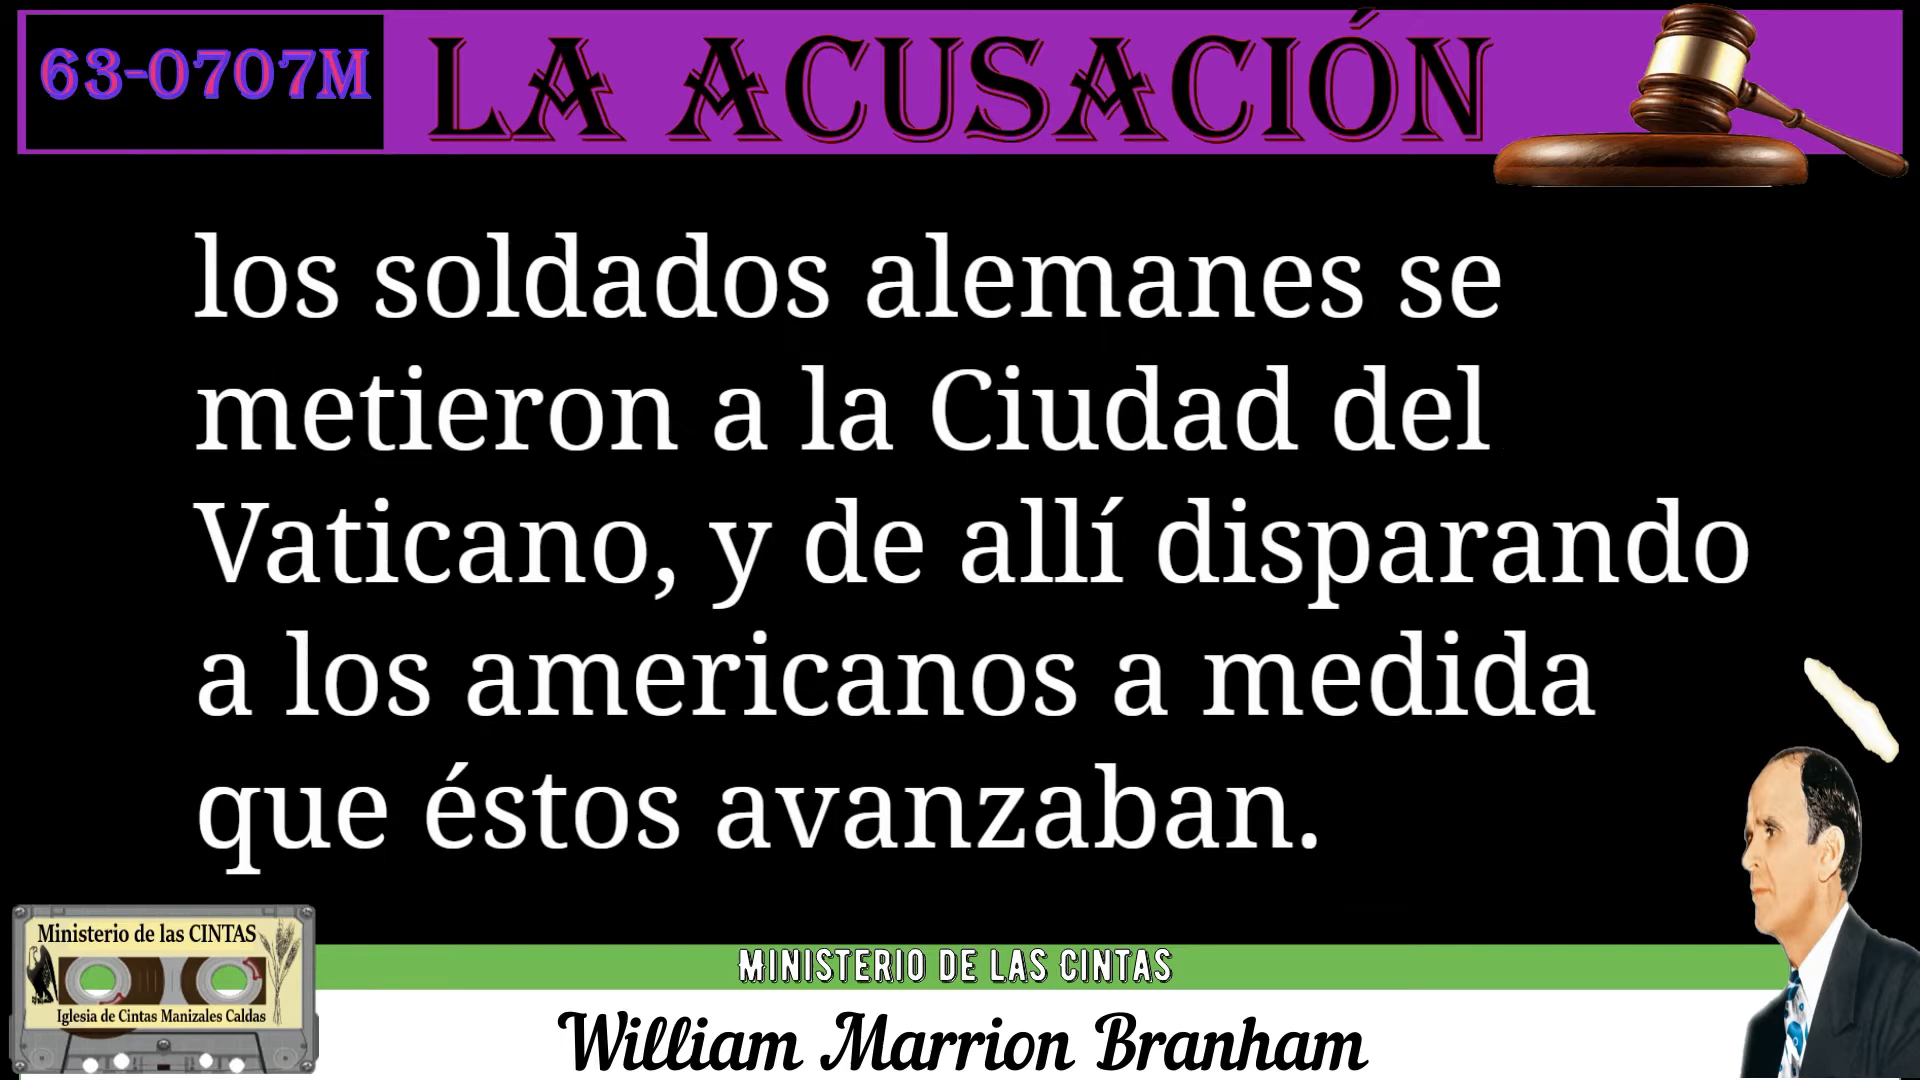 63-0707M
LA ACUSACIÓN
los soldados alemanes se
metieron a la Ciudad del
Vaticano, y de allí disparando
a los americanos a medida
que éstos avanzaban.
Ministerio de las CINTAS
Iglesia de Cintas Manizales Caldas
MINISTERIO DE LAS CINTAS
William Marrion Branham